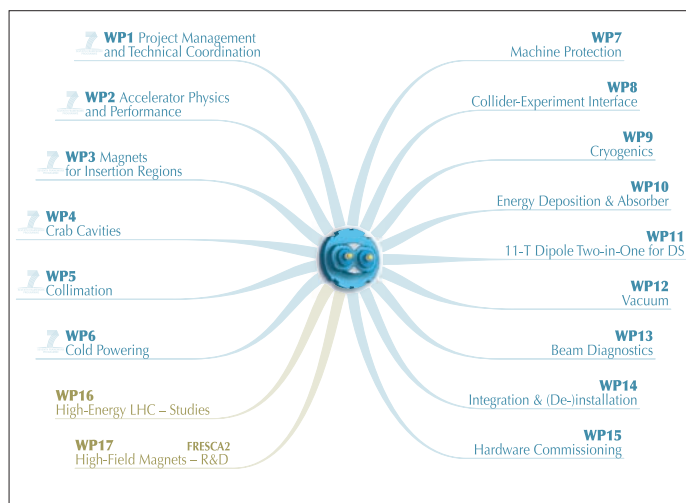 WP1 Project Management
and Technical Coordination
WP2 Accelerator Physics
and Performance
WP3 Magnets
for Insertion Regions
WP4
Crab Cavities
WP5
Collimation
WP6
Cold Powering
WP16
High-Energy LHC – Studies
WP17 FRESCA2
High-Field Magnets – R&D
WP7
Machine Protection
WP8
Collider-Experiment Interface
WP9
Cryogenics
WP10
Energy Deposition & Absorber
WP11
11-T Dipole Two-in-One for DS
WP12
Vacuum
WP13
Beam Diagnostics
WP14
Integration & (De-)installation
WP15
Hardware Commissioning